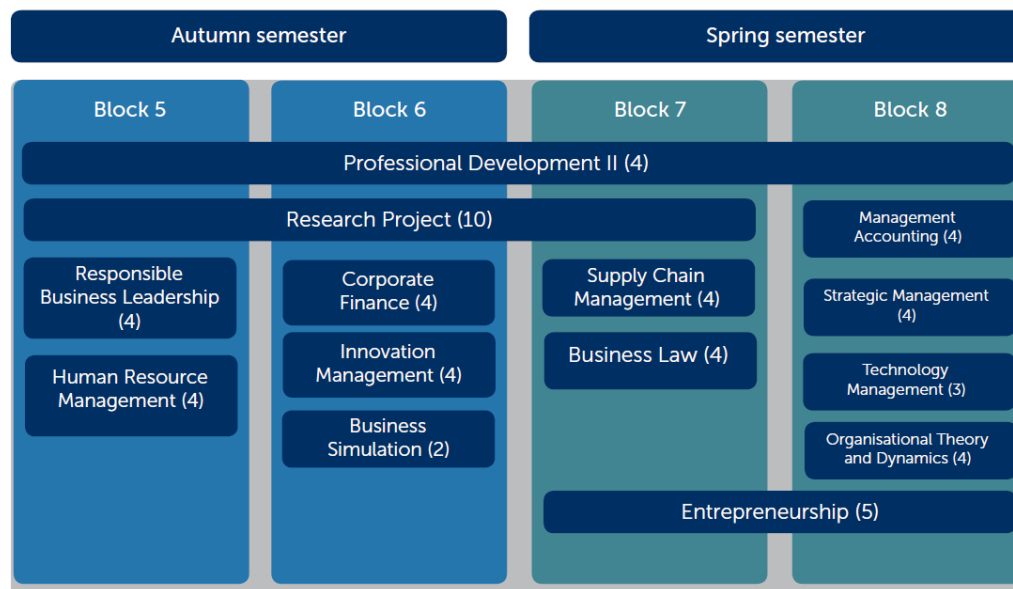 Autumn semester
Spring semester
Block 5
Block 6
Block 7
Block 8
Professional Development II (4)
Research Project (10)
Responsible
Business Leadership
(4)
Human Resource
Management (4)
Corporate
Finance (4)
Innovation
Management (4)
Business
Simulation (2)
Supply Chain
Management (4)
Business Law (4)
Management
Accounting (4)
Strategic Management
(4)
Technology
Management (3)
Organisational Theory
and Dynamics (4)
Entrepreneurship (5)